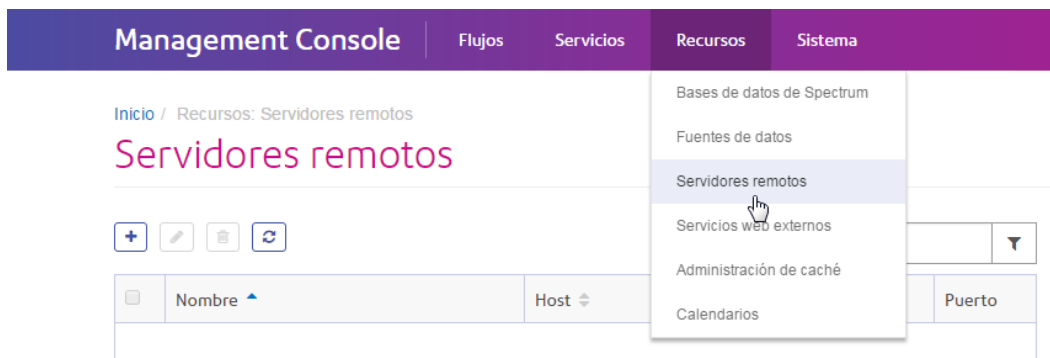 Management Console Flujos Servicios Recursos Sistema
Inicio / Recursos: Servidores remotos
Servidores remotos
Bases de datos de Spectrum
Fuentes de datos
Servidores remotos
Servicios web externos
Administración de caché
Calendarios
Nombre Host Puerto